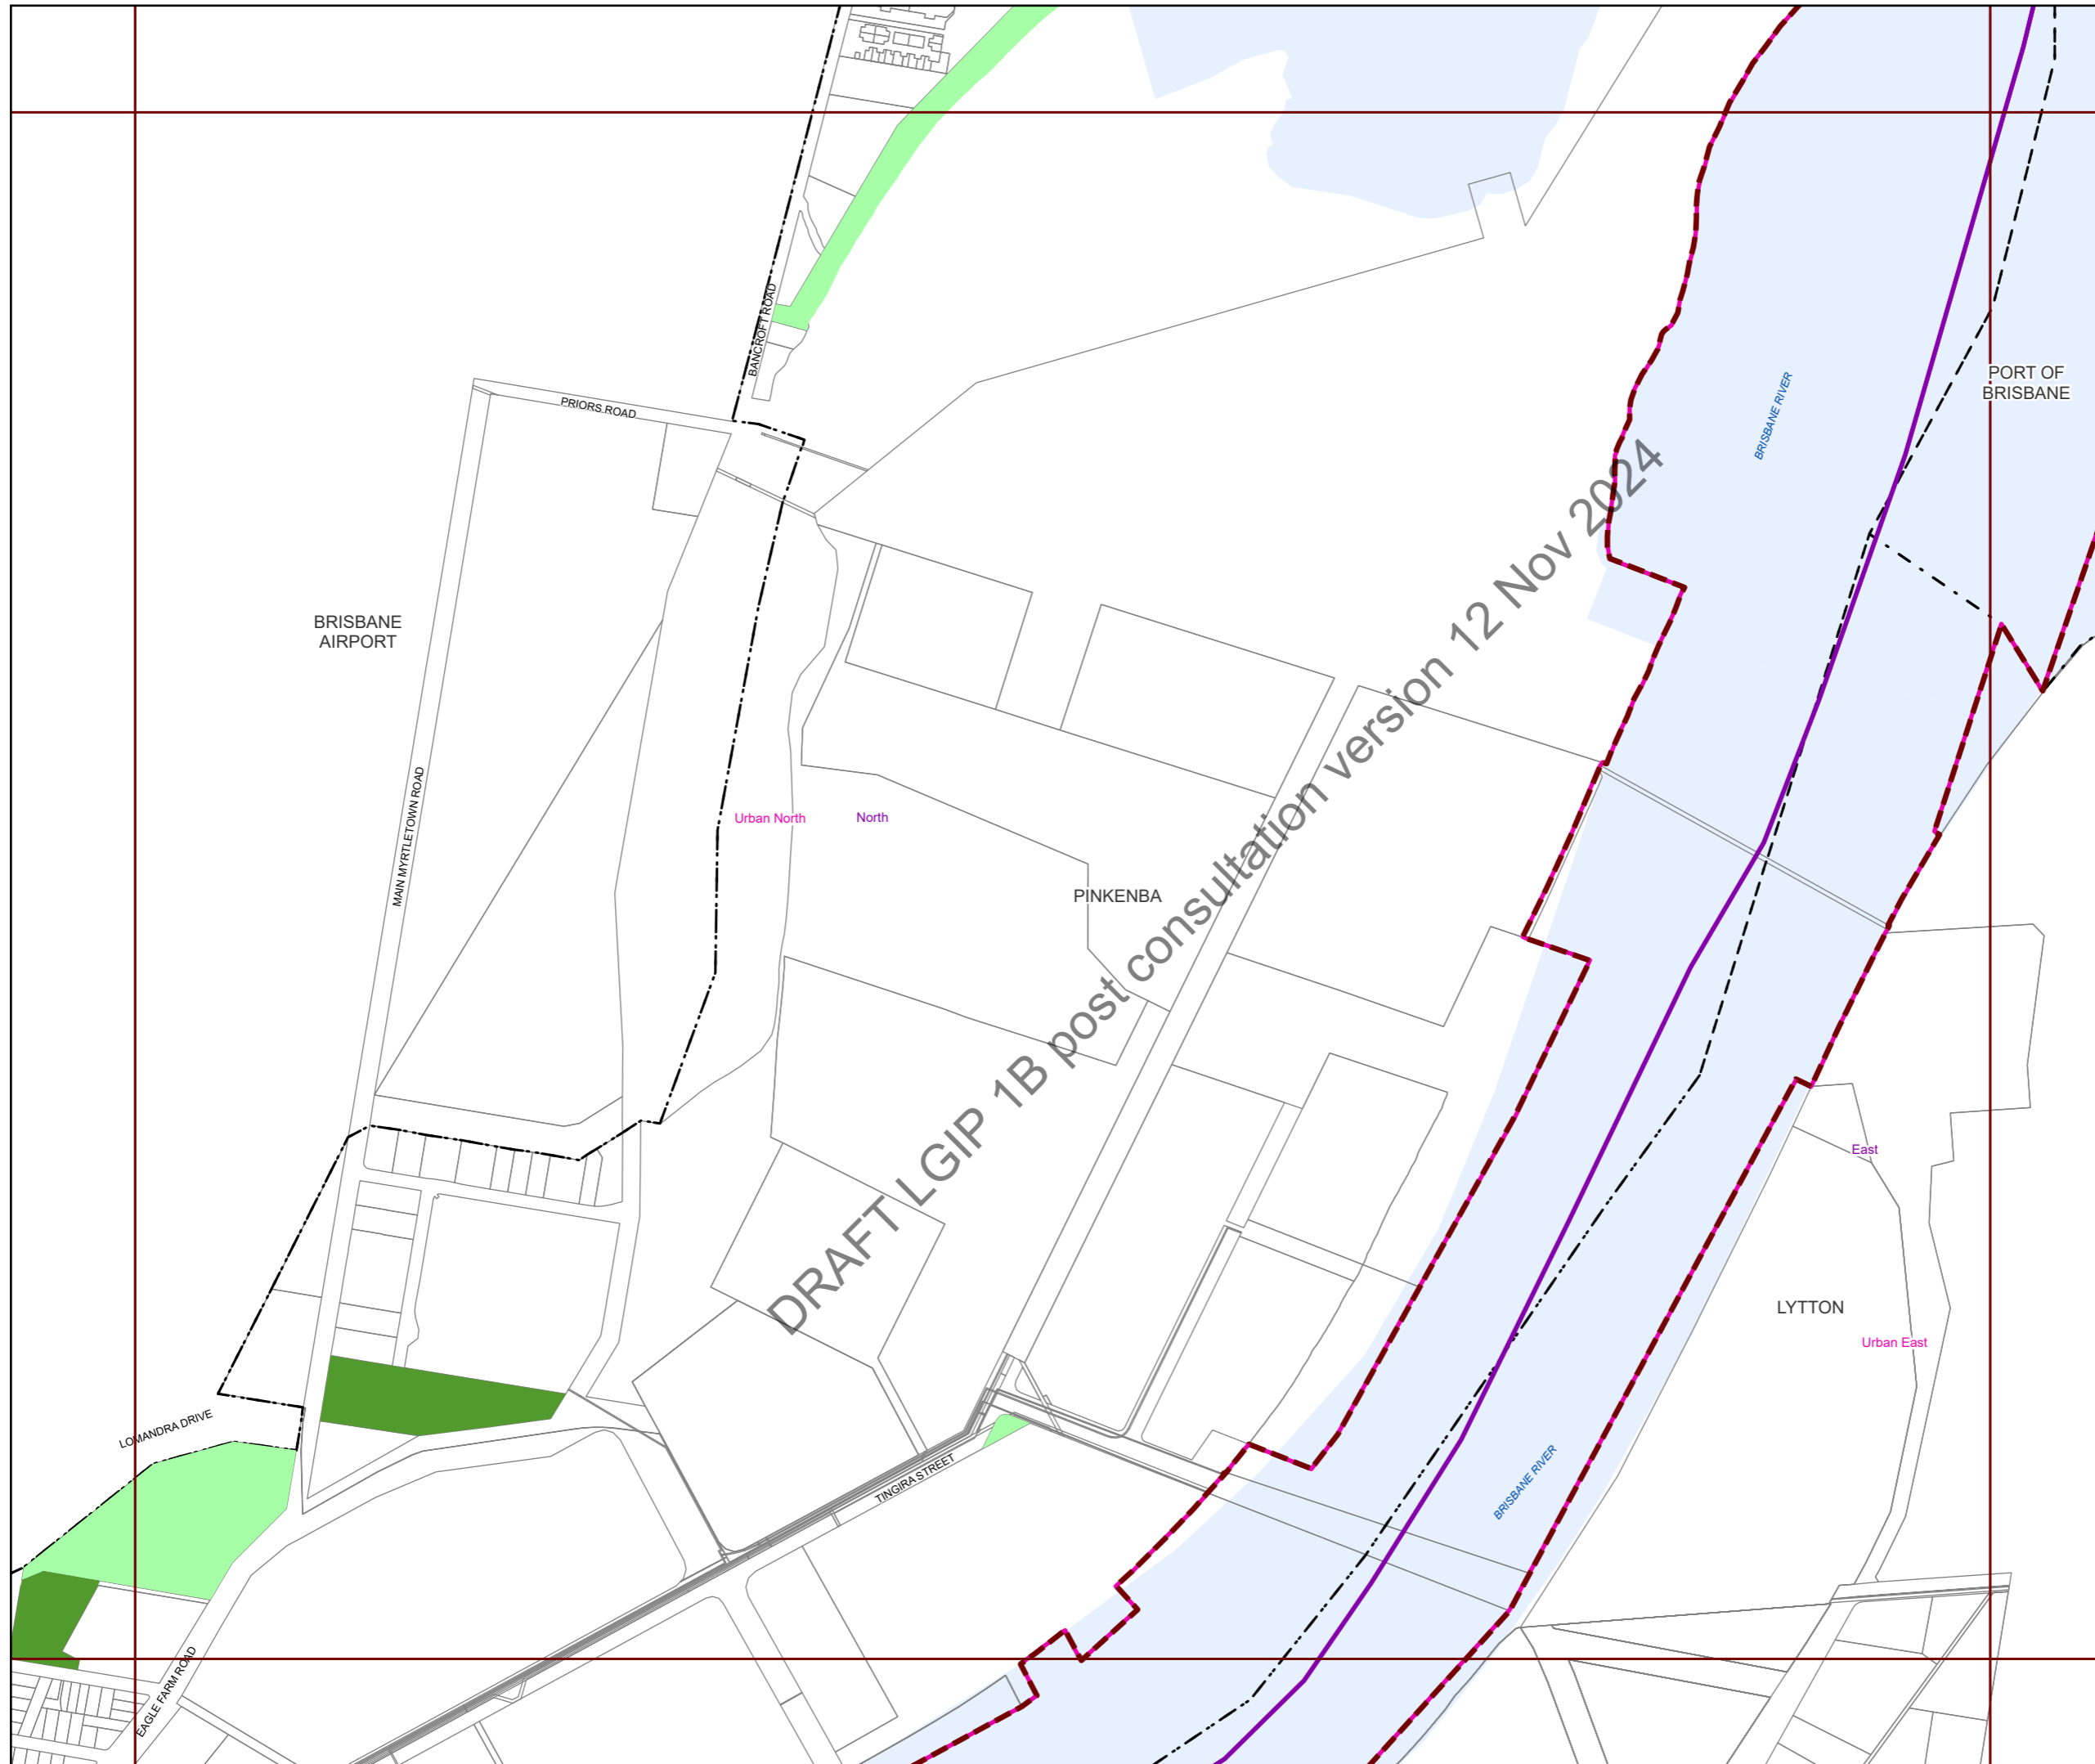 BANCROFT ROAD
PRIORS ROAD
BRISBANE RIVER
PORT OF
BRISBANE
BRISBANE
AIRPORT
MAIN MYRTLETOWN ROAD
Urban North
North
PINKENBA
DRAFT LGIP 1B post consultation version 12 Nov 2024
East
LYTTON
Urban East
LOMANDRA DRIVE
TINGIRA STREET
BRISBANE RIVER
EAGLE FARM ROAD